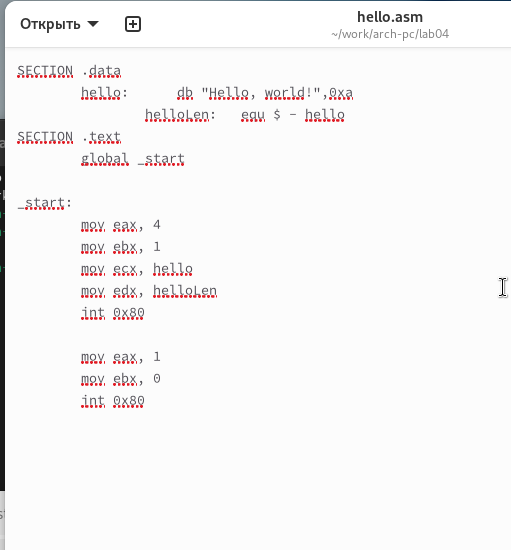 Открыть
hello.asm
~/work/arch-pc/lab04
SECTION .data
hello: db "Hello, world!",0xa
helloLen: equ $ - hello
SECTION .text
global _start
_start:
mov eax, 4
mov ebx, 1
mov ecx, hello
mov edx, helloLen
int 0x80
mov eax, 1
mov ebx, 0
int 0x80